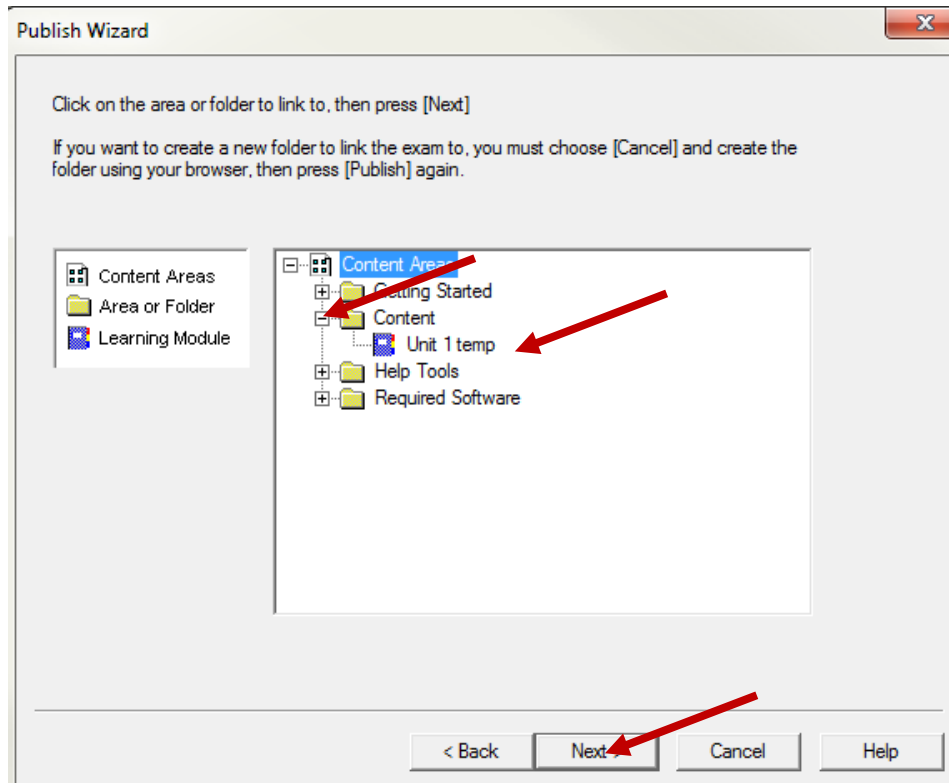 Publish Wizard
Click on the area or folder to link to, then press [Next]
If you want to create a new folder to link the exam to, you must choose [Cancel] and create the
folder using your browser, then press [Publish] again.
Content Areas
Area or Folder
Learning Module
Content Areas
Getting Started
Content
Unit 1 temp
Help Tools
Required Software
< Back
Next >
Cancel
Help